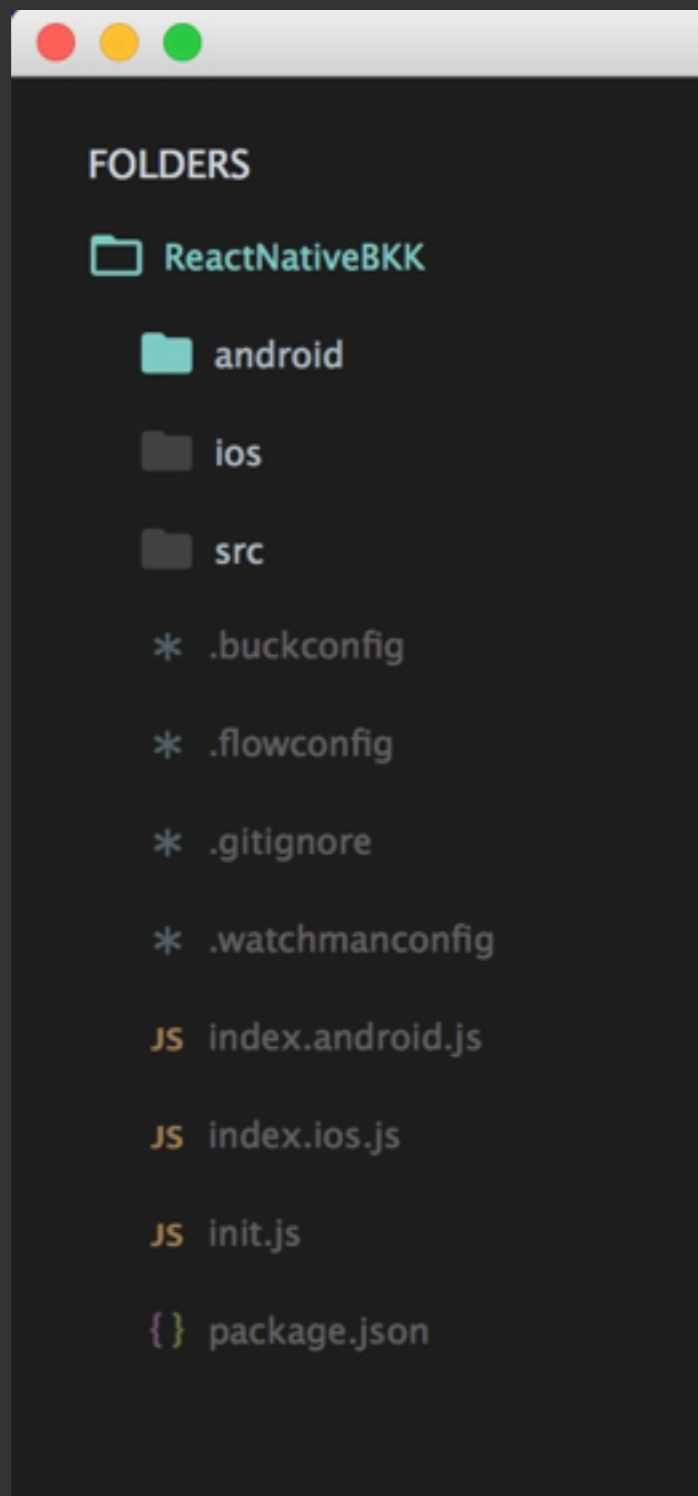 FOLDERS
ReactNativeBKK
android
ios
src
* .buckconfig
* .flowconfig
* .gitignore
* .watchmanconfig
JS index.android.js
JS index.ios.js
JS init.js
{} package.json